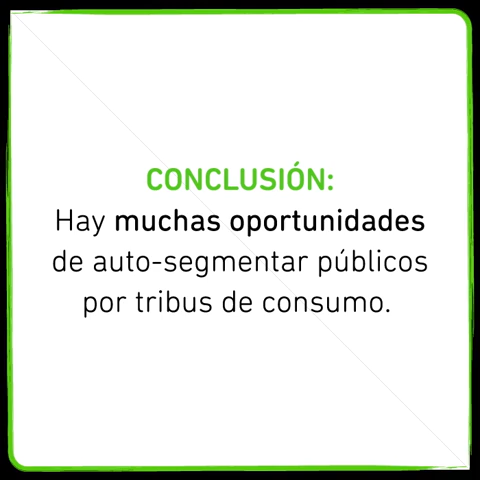 CONCLUSIÓN:
Hay muchas oportunidades
de auto-segmentar públicos
por tribus de consumo.